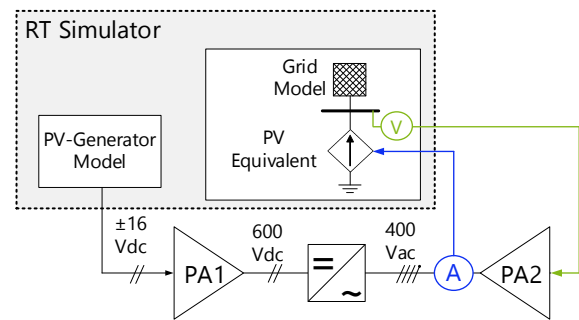 RT Simulator
Grid
Model
V
PV
Equivalent
PV-Generator
Model
±16
Vdc
PA1
600
Vdc
=
~
400
Vac
A
PA2